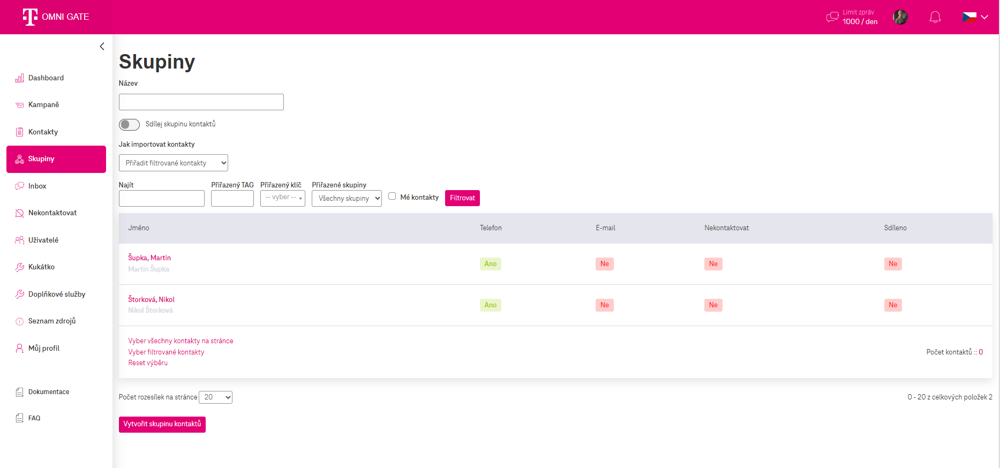 T OMNI GATE
Limit zpráv
1000 / den
Dashboard
Kampaně
Kontakty
Skupiny
Inbox
Nekontaktovat
Uživatelé
Kukátko
Doplňkové služby
Seznam zdrojů
Můj profil
Dokumentace
FAQ
Skupiny
Název
Sdílej skupinu kontaktů
Jak importovat kontakty
Přiřadit filtrované kontakty
Najít Přiřazený TAG Přiřazený klíč Přiřazené skupiny
-- vyber -- Všechny skupiny Mé kontakty Filtrovat
Jméno Telefon E-mail Nekontaktovat Sdíleno
Šupka, Martin
Martin Šupka
Ano Ne Ne Ne
Štorková, Nikol
Nikol Štorková
Ano Ne Ne Ne
Vyber všechny kontakty na stránce
Vyber filtrované kontakty
Reset výběru
Počet kontaktů :: 0
Počet rozesílek na stránce 20
0 - 20 z celkových položek 2
Vytvořit skupinu kontaktů